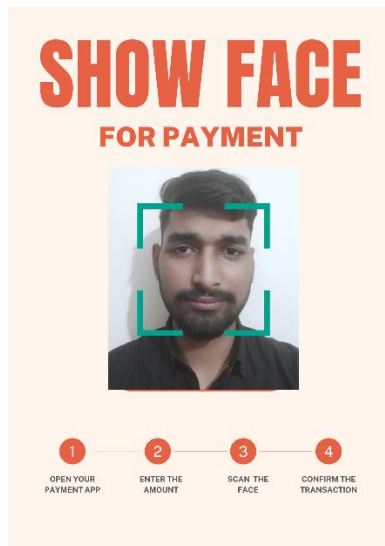 SHOW FACE
FOR PAYMENT
1 2 3 4
OPEN YOUR
PAYMENT APP
ENTER THE
AMOUNT
SCAN THE
FACE
CONFIRM THE
TRANSACTION